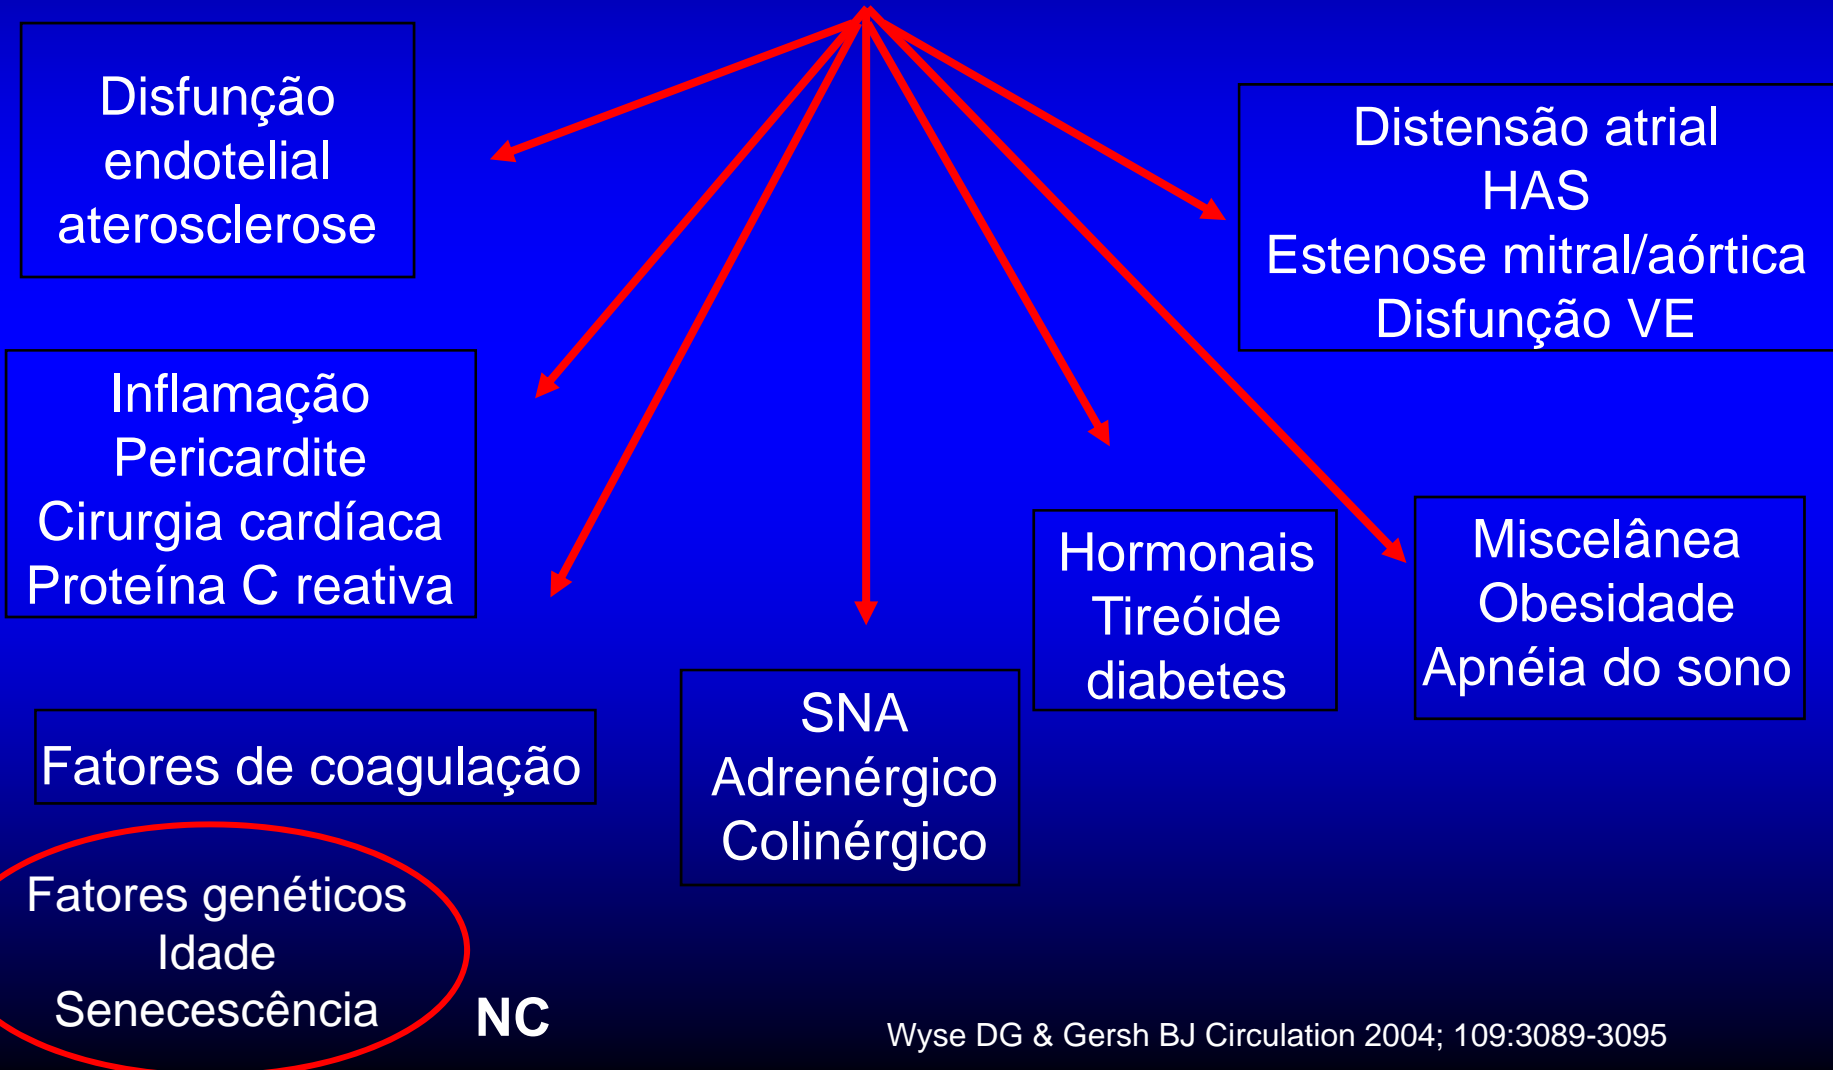 Disfunção
endotelial
aterosclerose
Distensão atrial
HAS
Estenose mitral/aórtica
Disfunção VE
Inflamação
Pericardite
Cirurgia cardíaca
Proteína C reativa
Hormonais
Tireóide
diabetes
Miscelânea
Obesidade
Apnéia do sono
Fatores de coagulação
SNA
Adrenérgico
Colinérgico
Fatores genéticos
Idade
Senecescência
NC
Wyse DG & Gersh BJ Circulation 2004; 109:3089-3095